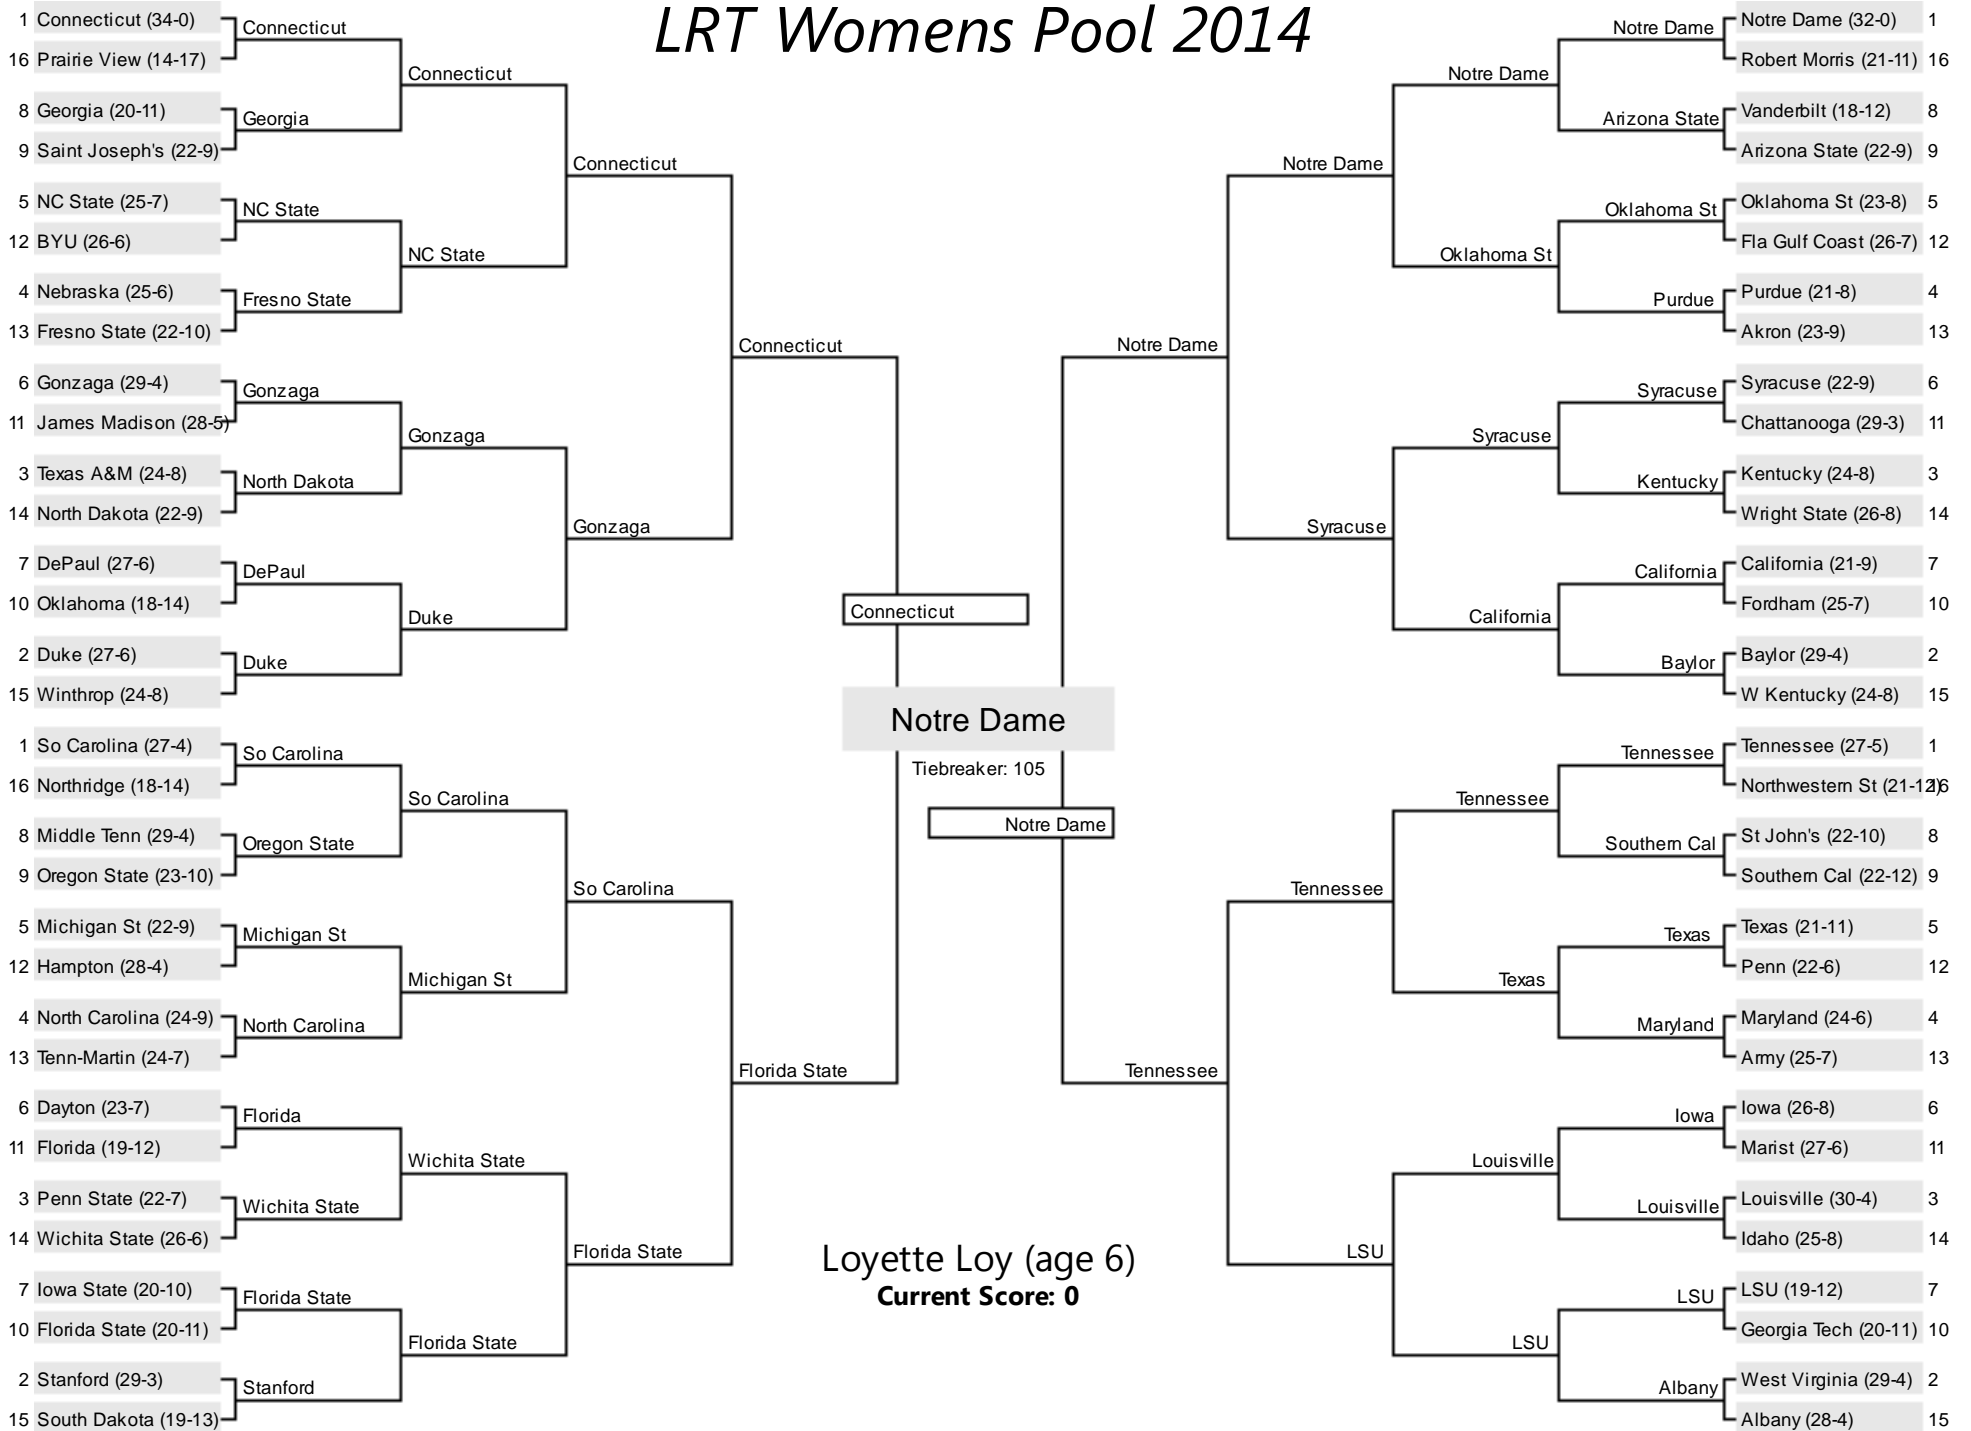 LRT Womens Pool 2014
1 Connecticut (34-0)
16 Prairie View (14-17)
8 Georgia (20-11)
9 Saint Joseph's (22-9)
5 NC State (25-7)
12 BYU (26-6)
4 Nebraska (25-6)
13 Fresno State (22-10)
6 Gonzaga (29-4)
11 James Madison (28-5)
3 Texas A&M (24-8)
14 North Dakota (22-9)
7 DePaul (27-6)
10 Oklahoma (18-14)
2 Duke (27-6)
15 Winthrop (24-8)
1 So Carolina (27-4)
16 Northridge (18-14)
8 Middle Tenn (29-4)
9 Oregon State (23-10)
5 Michigan St (22-9)
12 Hampton (28-4)
4 North Carolina (24-9)
13 Tenn-Martin (24-7)
6 Dayton (23-7)
11 Florida (19-12)
3 Penn State (22-7)
14 Wichita State (26-6)
7 Iowa State (20-10)
10 Florida State (20-11)
2 Stanford (29-3)
15 South Dakota (19-13)
Connecticut
Georgia
NC State
Fresno State
Gonzaga
North Dakota
DePaul
Duke
So Carolina
Oregon State
Michigan St
North Carolina
Florida
Wichita State
Florida State
Stanford
Connecticut
NC State
Gonzaga
Duke
So Carolina
Michigan St
Wichita State
Florida State
Connecticut
Gonzaga
So Carolina
Florida State
Connecticut
Florida State
Connecticut
Notre Dame
Tiebreaker: 105
Notre Dame
Loyette Loy (age 6)
Current Score: 0
Notre Dame
Tennessee
Notre Dame
Syracuse
Tennessee
LSU
Notre Dame
Oklahoma St
Syracuse
California
Tennessee
Texas
Louisville
LSU
Notre Dame
Arizona State
Oklahoma St
Purdue
Syracuse
Kentucky
California
Baylor
Tennessee
Southern Cal
Texas
Maryland
Iowa
Louisville
LSU
Albany
Notre Dame (32-0) 1
Robert Morris (21-11) 16
Vanderbilt (18-12) 8
Arizona State (22-9) 9
Oklahoma St (23-8) 5
Fla Gulf Coast (26-7) 12
Purdue (21-8) 4
Akron (23-9) 13
Syracuse (22-9) 6
Chattanooga (29-3) 11
Kentucky (24-8) 3
Wright State (26-8) 14
California (21-9) 7
Fordham (25-7) 10
Baylor (29-4) 2
W Kentucky (24-8) 15
Tennessee (27-5) 1
Northwestern St (21-12) 16
St John's (22-10) 8
Southern Cal (22-12) 9
Texas (21-11) 5
Penn (22-6) 12
Maryland (24-6) 4
Army (25-7) 13
Iowa (26-8) 6
Marist (27-6) 11
Louisville (30-4) 3
Idaho (25-8) 14
LSU (19-12) 7
Georgia Tech (20-11) 10
West Virginia (29-4) 2
Albany (28-4) 15